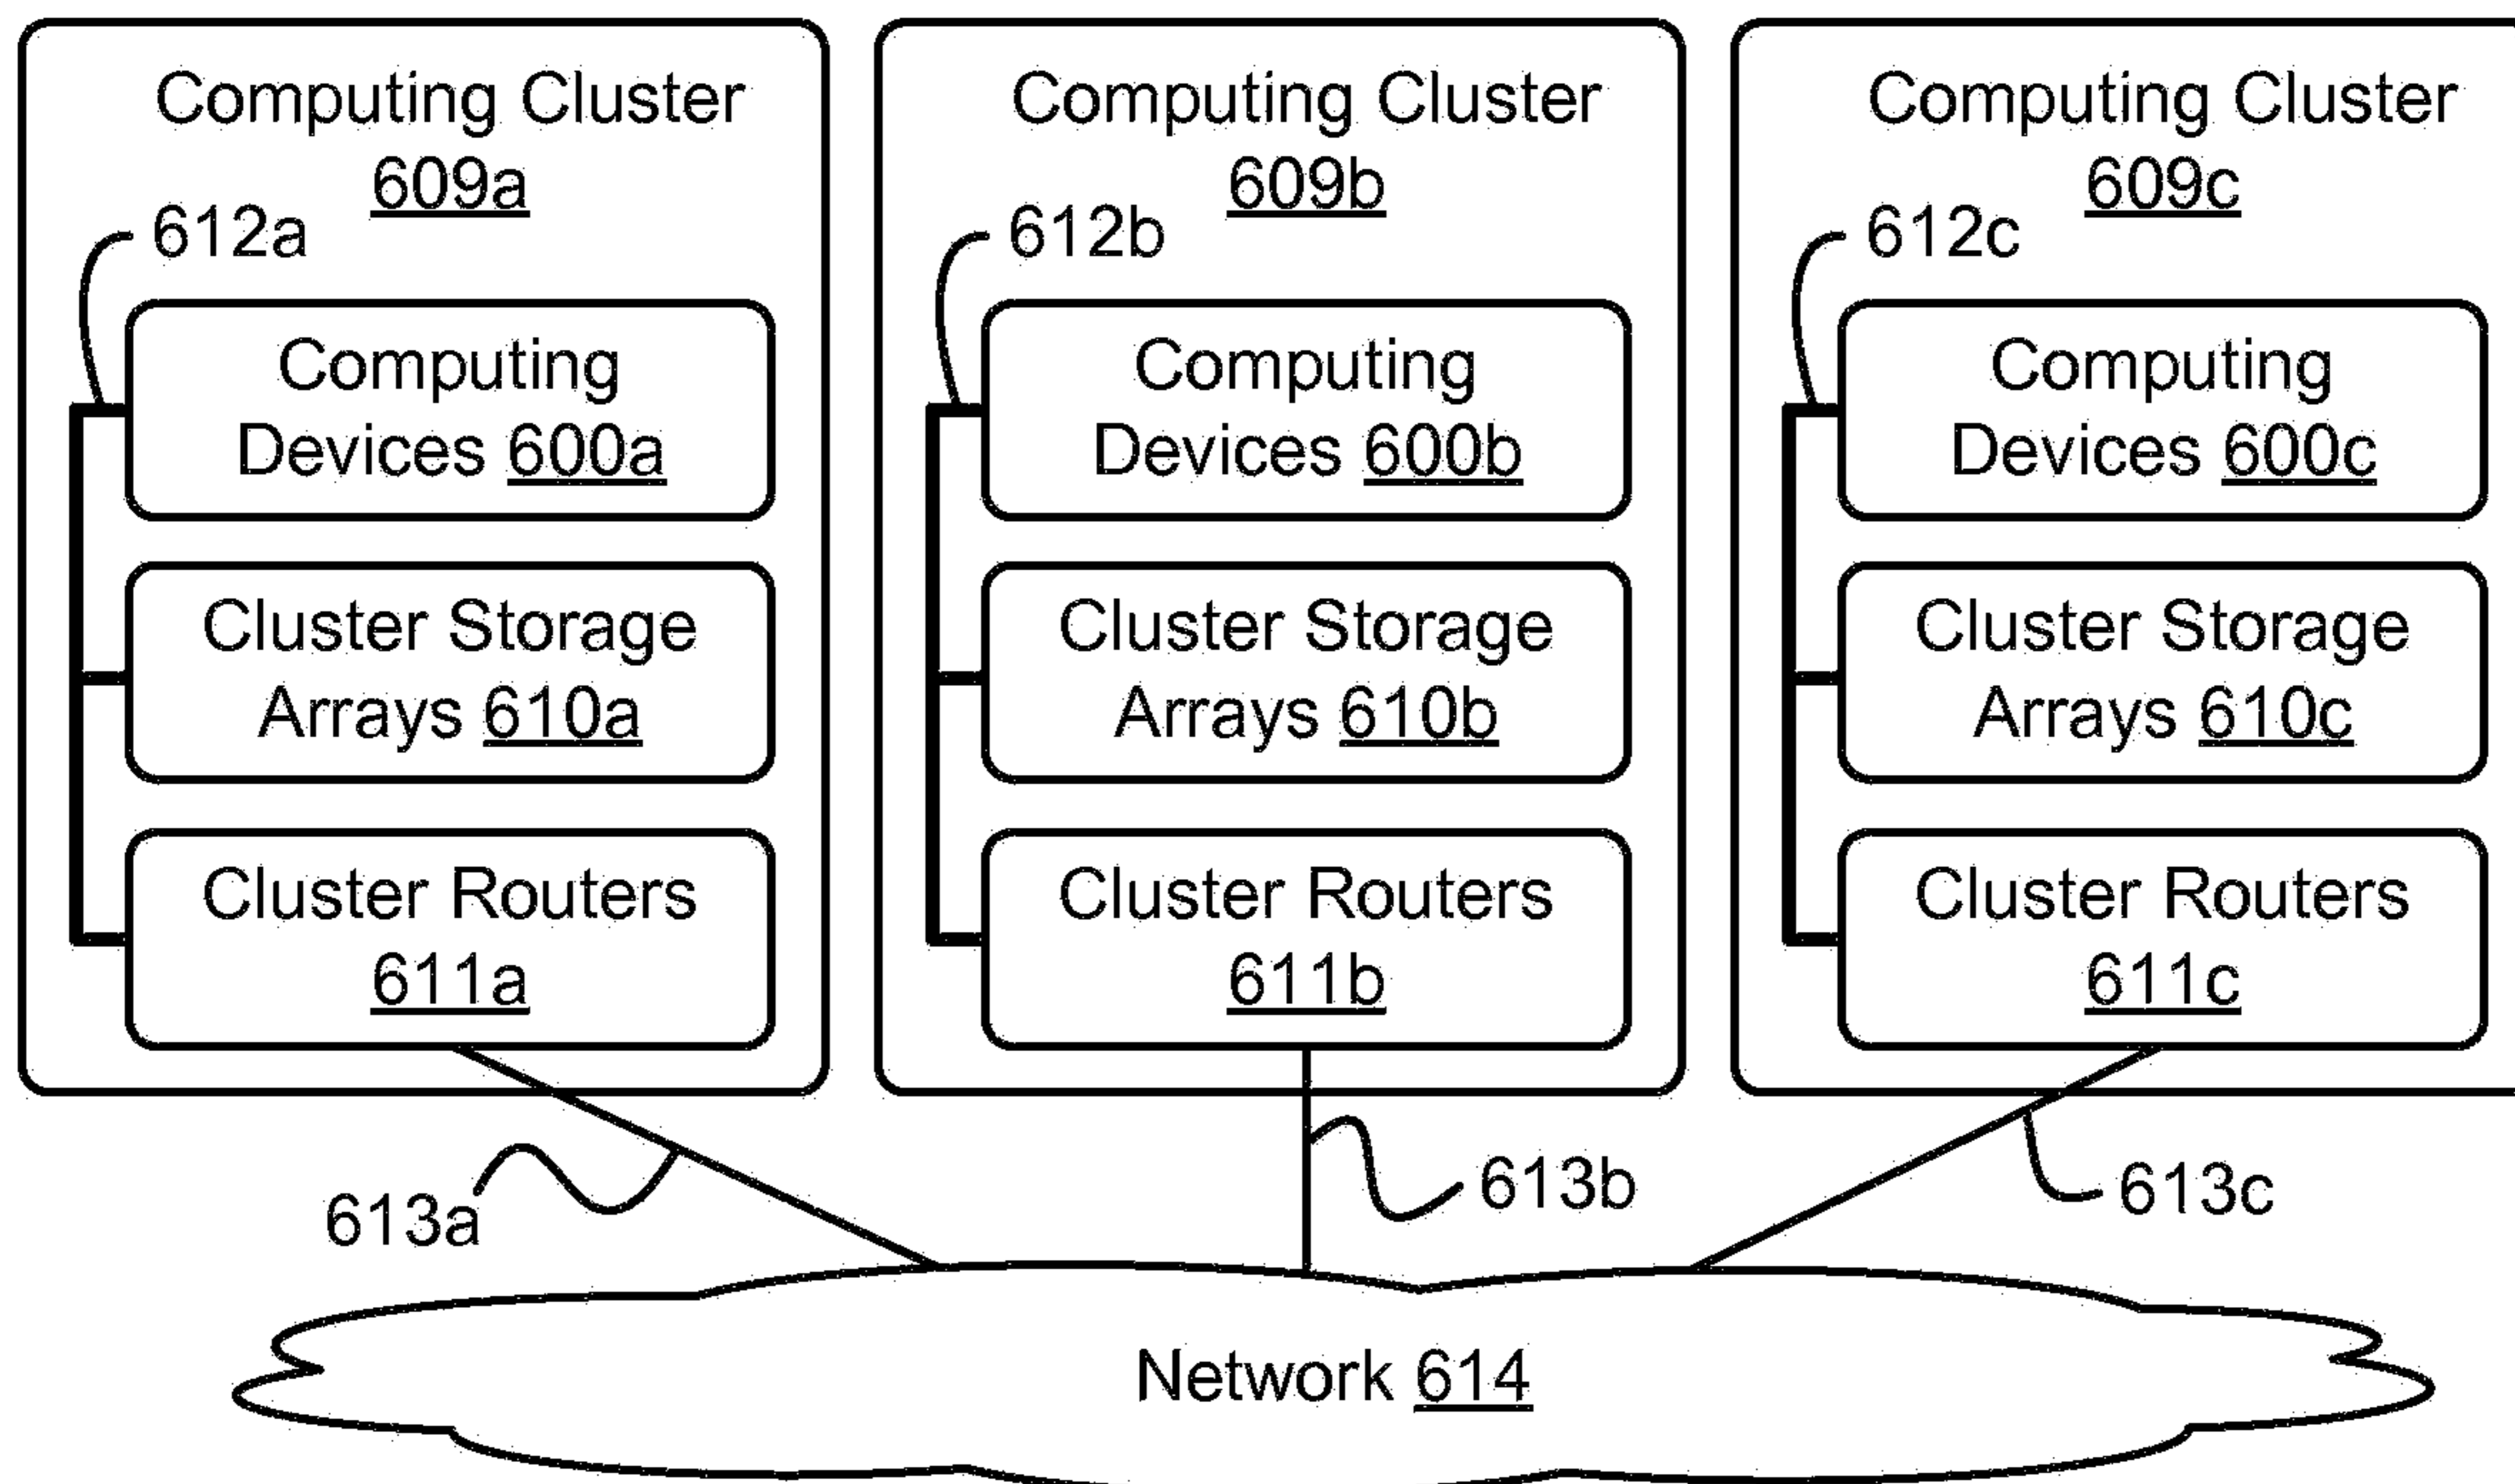 Computing Cluster
609a
612a
Computing
Devices 600a
Cluster Storage
Arrays 610a
Cluster Routers
611a
Computing Cluster
609b
612b
Computing
Devices 600b
Cluster Storage
Arrays 610b
Cluster Routers
611b
Computing Cluster
609c
612c
Computing
Devices 600c
Cluster Storage
Arrays 610c
Cluster Routers
611c
613a
613b
613c
Network 614